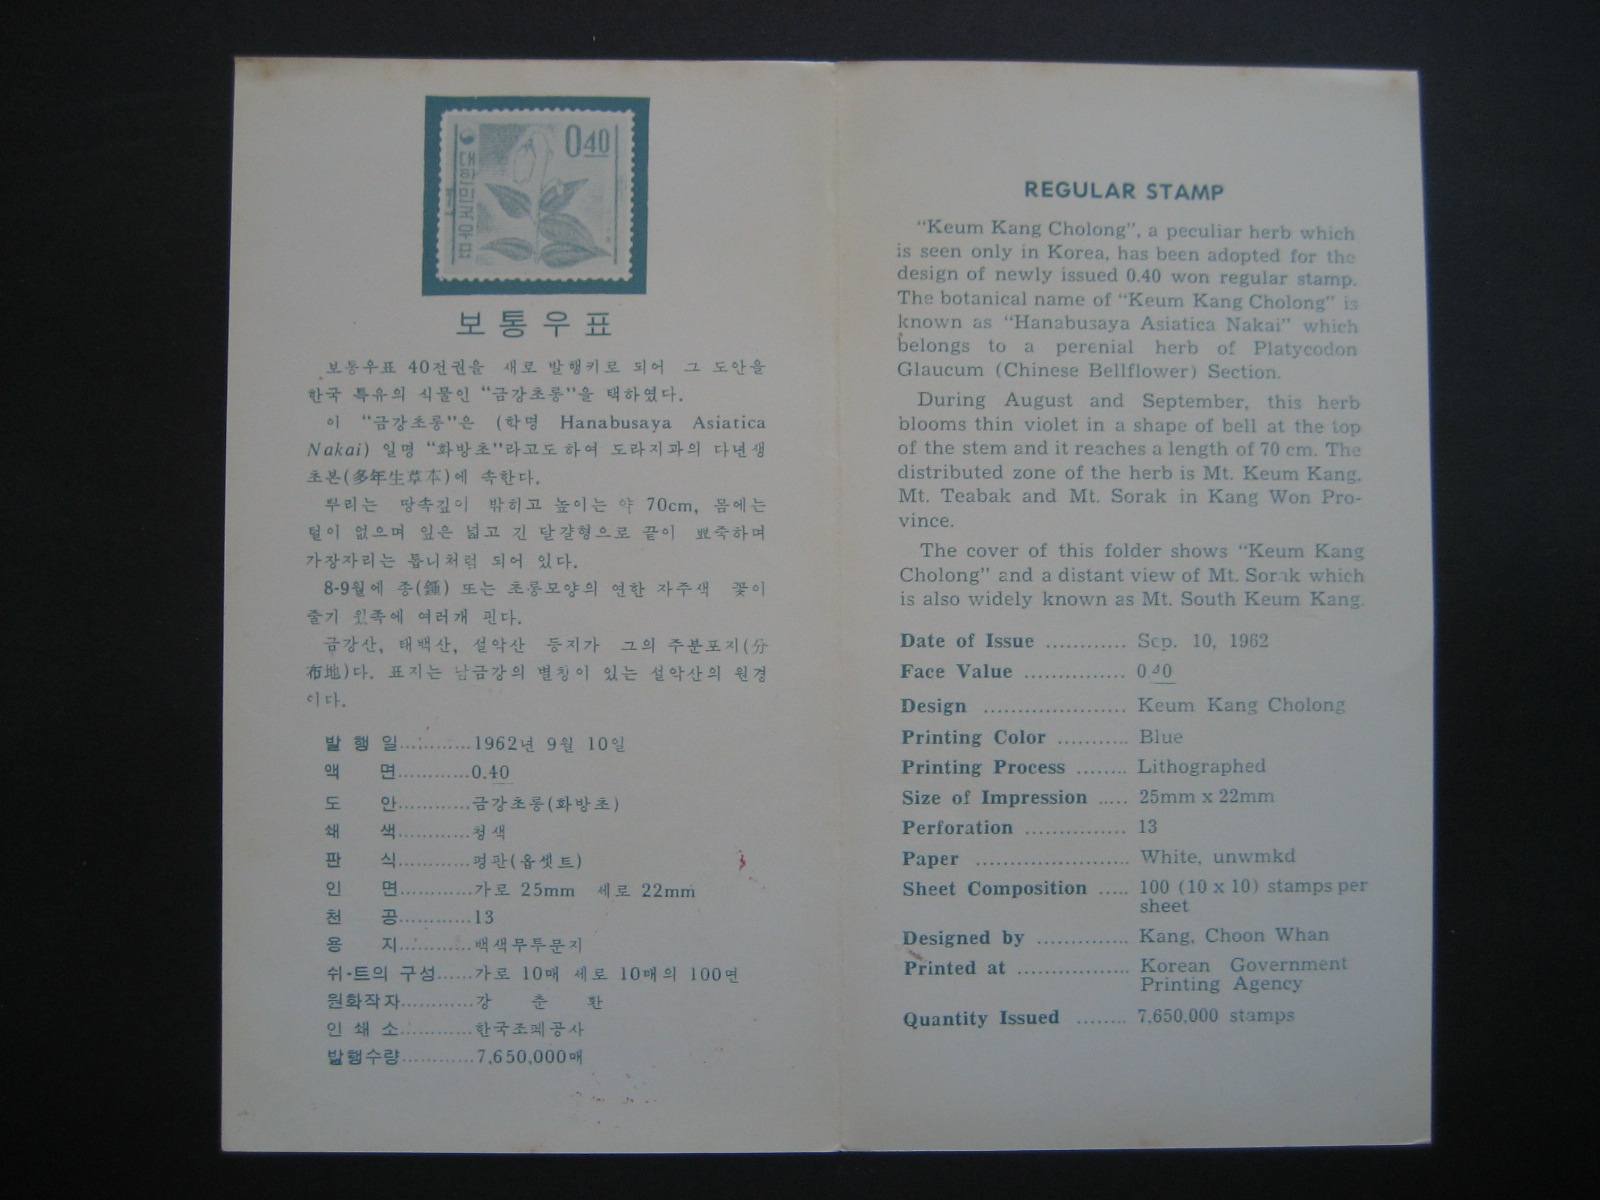 0.40
대한민국우표
보통우표
보통우표 40전권을 새로 발행키로 되어 그 도안을
한국 특유의 식물인 “금강초롱”을 택하였다.
이 “금강초롱”은 (학명 Hanabusaya Asiatica
Nakai) 일명 “화방초”라고도 하여 도라지과의 다년생
초본(多年生草本)에 속한다.
뿌리는 땅속깊이 밖히고 높이는 약 70cm, 몸에는
털이 없으며 잎은 넓고 긴 달걀형으로 끝이 뾰죽하며
가장자리는 톱니처럼 되어 있다.
8-9월에 종(鍾) 또는 초롱모양의 연한 자주색 꽃이
줄기 윗쪽에 여러개 핀다.
금강산, 태백산, 설악산 등지가 그의 주분포지(分
布地)다. 표지는 남금강의 별칭이 있는 설악산의 원경
이다.
발 행 일............1962년 9월 10일
액 면............0.40
도 안............금강초롱(화방초)
쇄 색............청색
판 식............평판(옵셋트)
인 면............가로 25mm 세로 22mm
천 공............13
용 지............백색무투문지
쉬-트의 구성......가로 10매 세로 10매의 100면
원화작자............강 춘 환
인 쇄 소............한국조폐공사
발행수량............7,650,000매
REGULAR STAMP
“Keum Kang Cholong”, a peculiar herb which
is seen only in Korea, has been adopted for the
design of newly issued 0.40 won regular stamp.
The botanical name of “Keum Kang Cholong” is
known as “Hanabusaya Asiatica Nakai” which
belongs to a perenial herb of Platycodon
Glaucum (Chinese Bellflower) Section.
During August and September, this herb
blooms thin violet in a shape of bell at the top
of the stem and it reaches a length of 70 cm. The
distributed zone of the herb is Mt. Keum Kang,
Mt. Teabak and Mt. Sorak in Kang Won Pro-
vince.
The cover of this folder shows “Keum Kang
Cholong” and a distant view of Mt. Sorak which
is also widely known as Mt. South Keum Kang.
Date of Issue ............ Sep. 10, 1962
Face Value ............... 0.40
Design ..................... Keum Kang Cholong
Printing Color ........... Blue
Printing Process ........ Lithographed
Size of Impression ..... 25mm x 22mm
Perforation ............... 13
Paper ....................... White, unwmkd
Sheet Composition ..... 100 (10 x 10) stamps per
sheet
Designed by .............. Kang, Choon Whan
Printed at ................. Korean Government
Printing Agency
Quantity Issued ........ 7,650,000 stamps